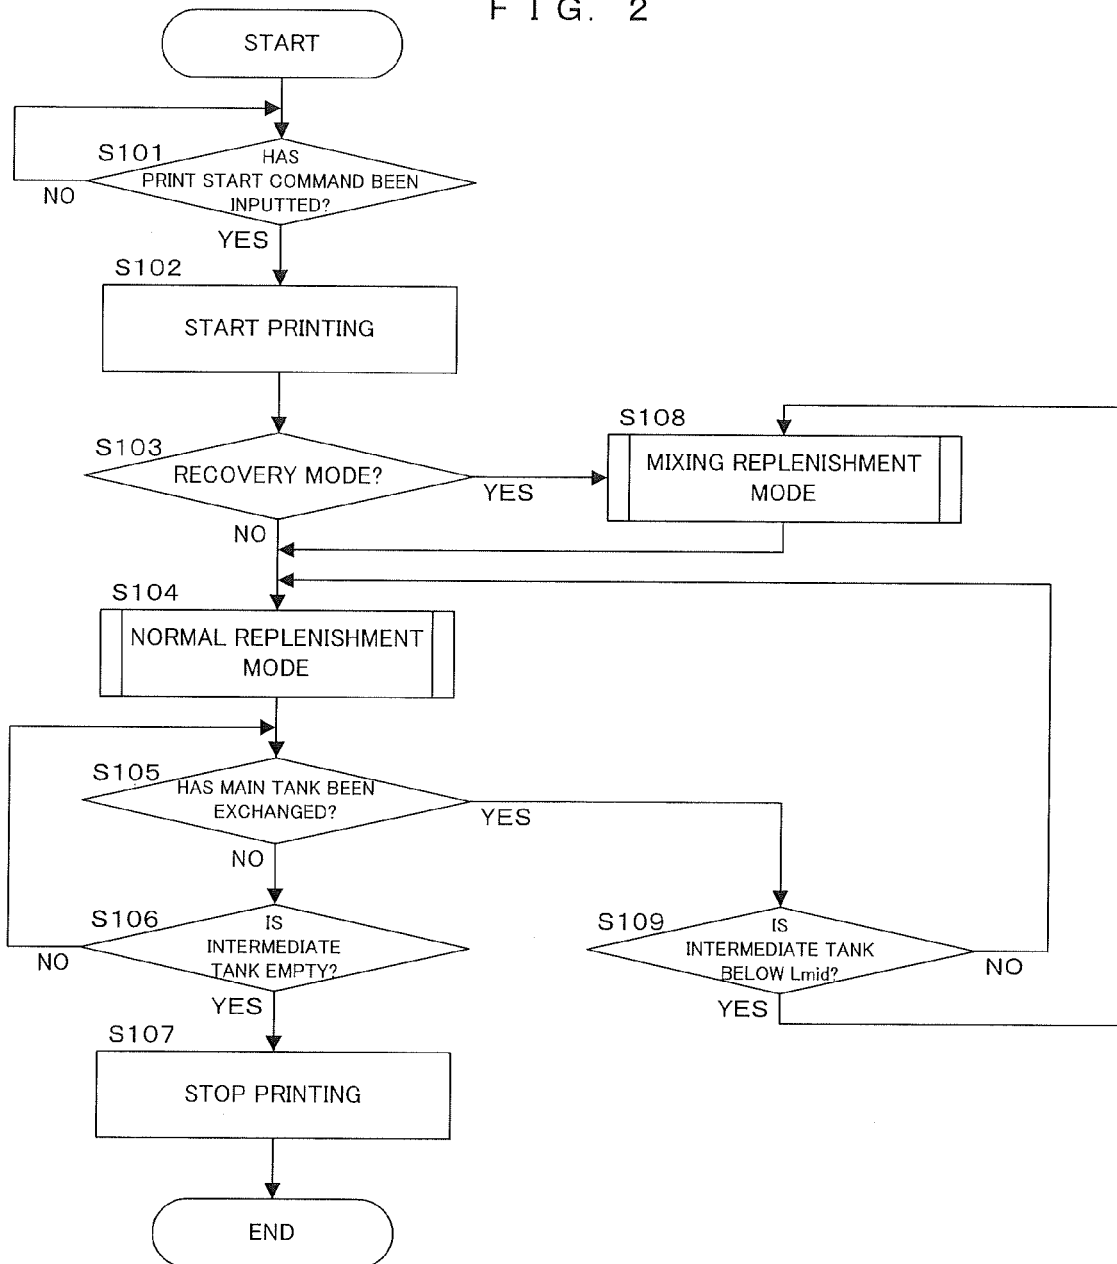 FIG. 2
START
S101
HAS
PRINT START COMMAND BEEN
INPUTTED?
NO
YES
S102
START PRINTING
S103
RECOVERY MODE?
YES
NO
S108
MIXING REPLENISHMENT
MODE
S104
NORMAL REPLENISHMENT
MODE
S105
HAS MAIN TANK BEEN
EXCHANGED?
YES
NO
S106
IS
INTERMEDIATE
TANK EMPTY?
NO
YES
S109
IS
INTERMEDIATE TANK
BELOW Lmid?
NO
YES
S107
STOP PRINTING
END